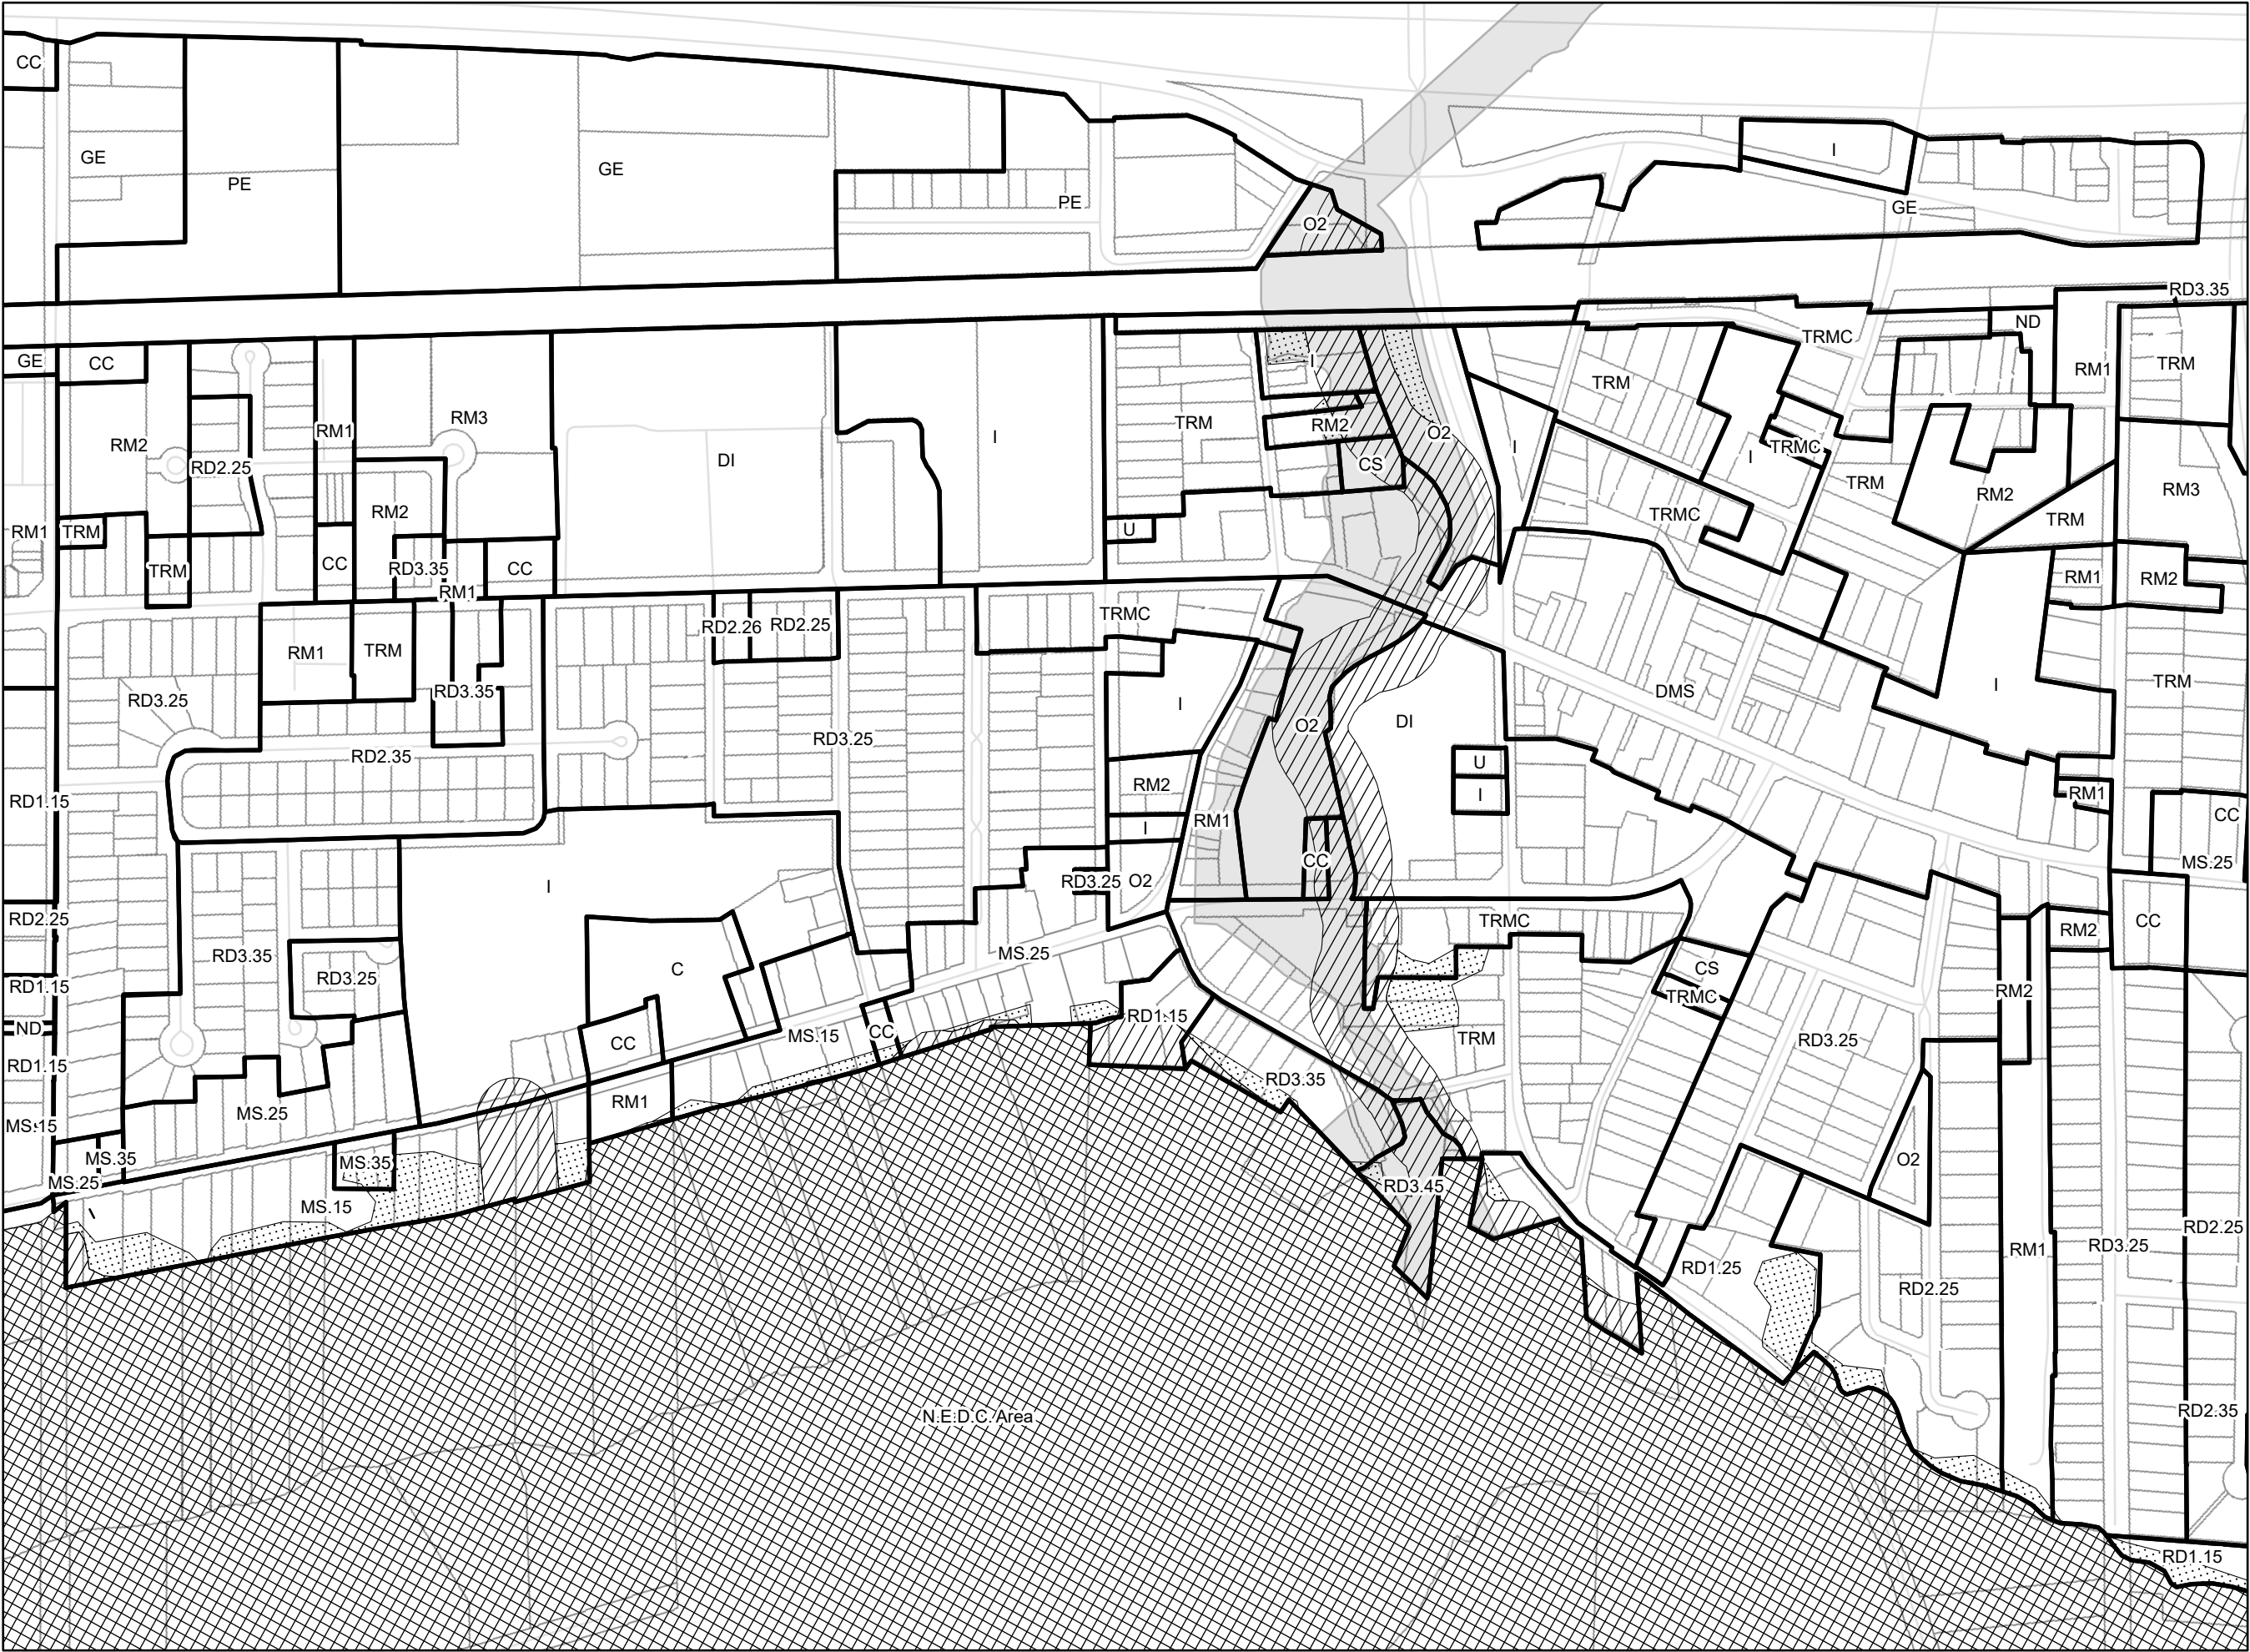 CC
GE
PE
GE
PE
O2
I
GE
RD3.35
ND
TRMC
GE
CC
I
TRM
RM1
TRM
TRM
RM2
RM1
RM3
TRM
RM2
O2
I
TRMC
I
RD2.25
DI
I
CS
TRM
RM2
RM3
RM1
TRM
RM2
U
TRMC
TRM
TRM
CC
RD3.35
CC
RM1
RM1
RM2
RD2.26
RD2.25
TRMC
RM1
TRM
RD3.25
RD3.35
I
O2
DI
DMS
I
TRM
RD2.35
RD3.25
U
RD1.15
RM2
I
RM1
CC
I
RM1
MS.25
I
CC
RD3.25
O2
RD2.25
TRMC
RM2
CC
RD3.35
RD3.25
C
MS.25
CS
RD1.15
TRMC
RM2
ND
CC
MS.15
CC
RD1.15
TRM
RD3.25
RD1.15
RM1
MS.25
RD3.35
MS.15
MS.35
MS.35
O2
MS.25
MS.15
I
RD3.45
RD1.25
RM1
RD3.25
RD2.25
RD2.25
N.E.D.C. Area
RD2.35
RD1.15